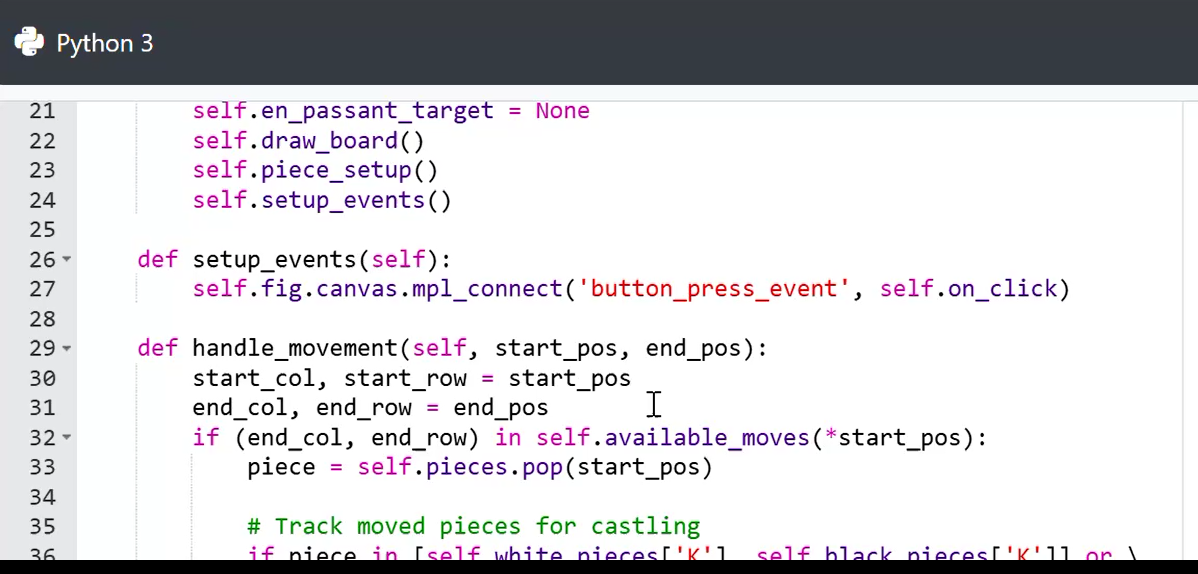 Python 3
21 self.en_passant_target = None
22 self.draw_board()
23 self.piece_setup()
24 self.setup_events()
25
26 def setup_events(self):
27 self.fig.canvas.mpl_connect('button_press_event', self.on_click)
28
29 def handle_movement(self, start_pos, end_pos):
30 start_col, start_row = start_pos
31 end_col, end_row = end_pos
32 if (end_col, end_row) in self.available_moves(*start_pos):
33 piece = self.pieces.pop(start_pos)
34
35 # Track moved pieces for castling
36 if piece in [self.white_pieces['K'], self.black_pieces['K']] or \